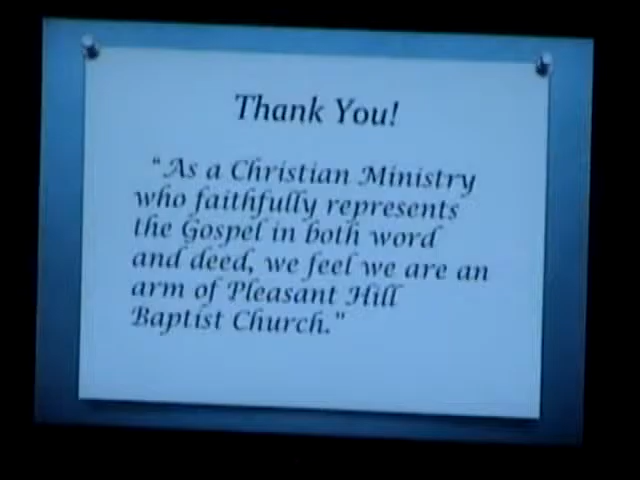 Thank You!
"As a Christian Ministry
who faithfully represents
the Gospel in both word
and deed, we feel we are an
arm of Pleasant Hill
Baptist Church."